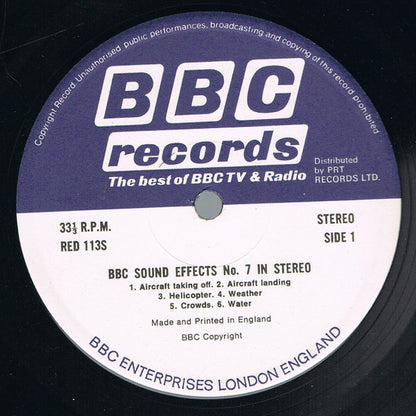 Copyright Record. Unauthorised public performances, broadcasting and copying of this record prohibited
BBC
records
The best of BBC TV & Radio
Distributed
by PRT
RECORDS LTD.
33⅓ R.P.M.
RED 113S
STEREO
SIDE 1
BBC SOUND EFFECTS No. 7 IN STEREO
1. Aircraft taking off. 2. Aircraft landing
3. Helicopter. 4. Weather
5. Crowds. 6. Water
Made and Printed in England
BBC Copyright
BBC ENTERPRISES LONDON ENGLAND